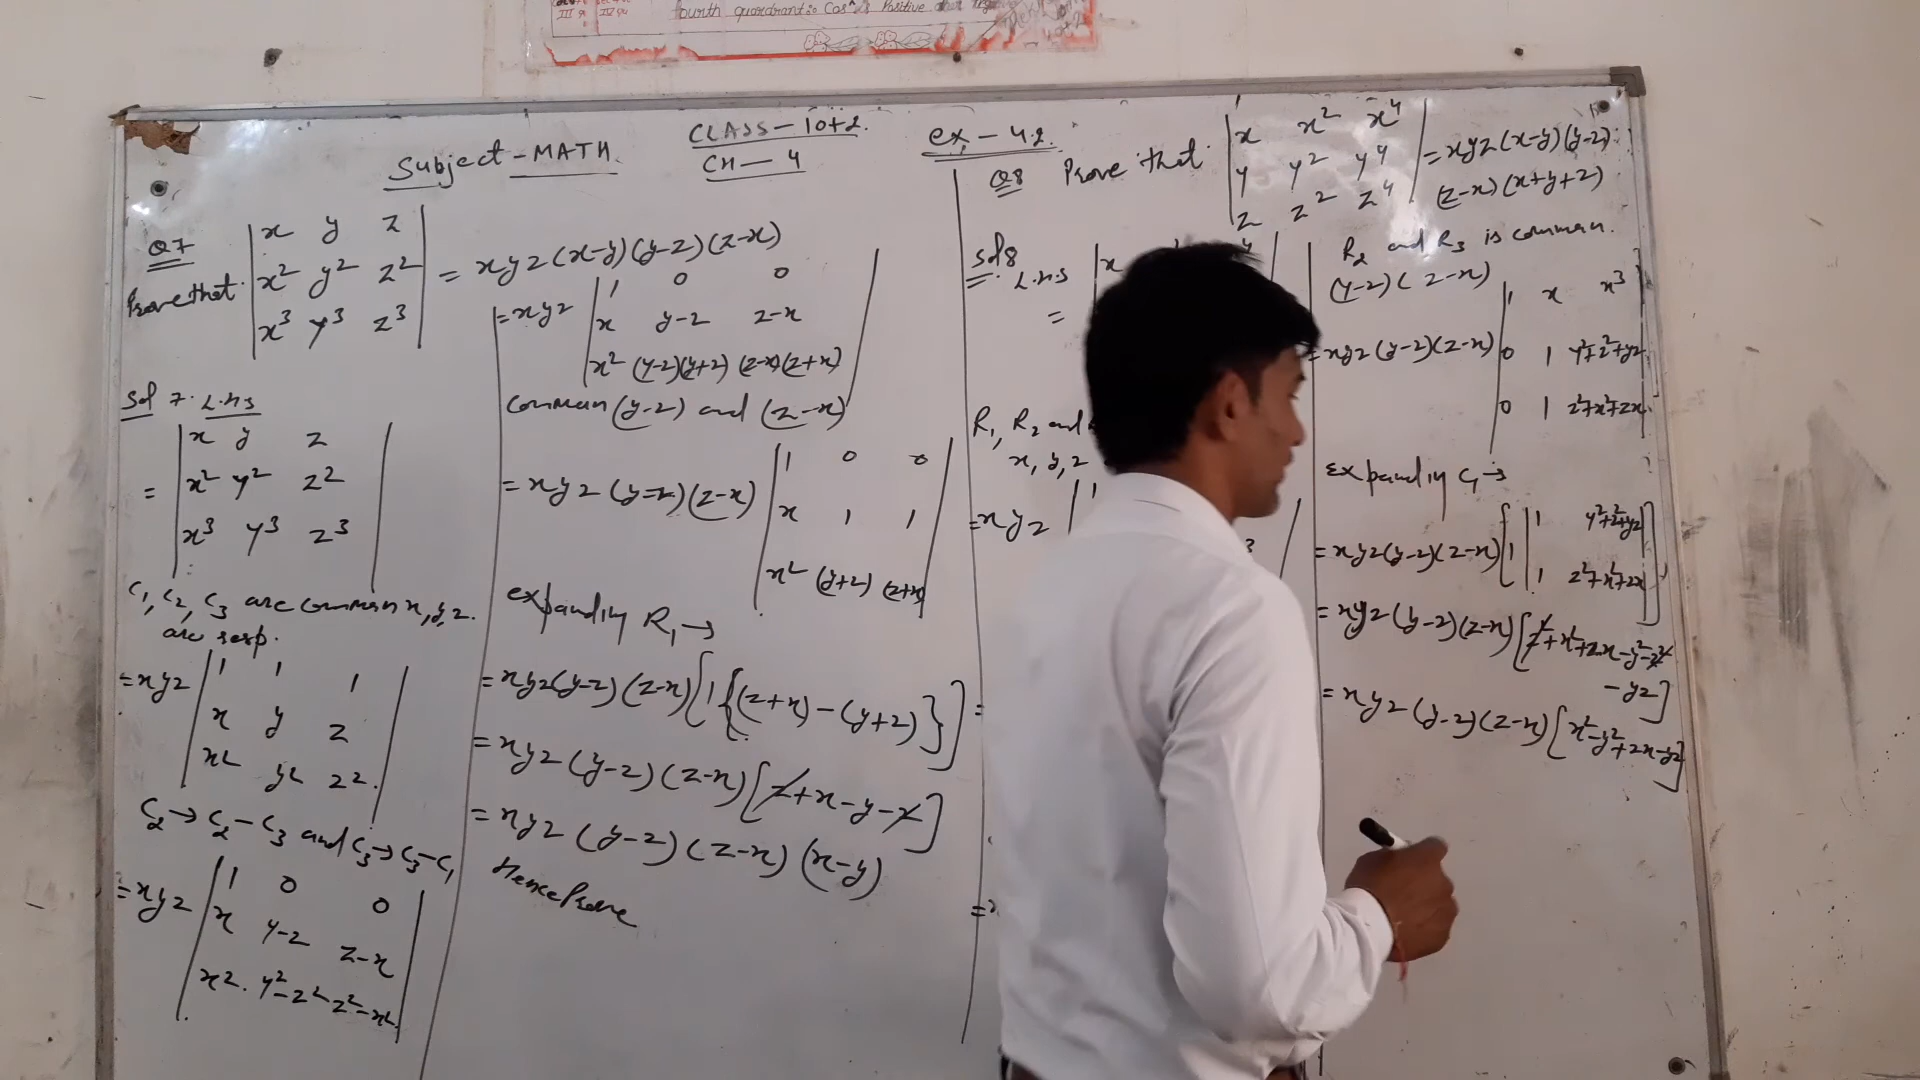 fourth quadrant:- Cos
Subject - MATH.
CLASS - 10+2.
CH - 4
ex, - 4.2.
Q7
Prove that
x y z
x² y² z²
x³ y³ z³
= xyz (x-y)(y-z)(z-x)
Sol 7. L.H.S
x y z
= x² y² z²
x³ y³ z³
C₁, C₂, C₃ are common x, y, z.
are resp.
= xyz
1 1 1
x y z
x² y² z².
C₂ → C₂ - C₃ and C₃ → C₃ - C₁
= xyz
1 0 0
x y-z z-x
x². y²-z² z²-x².
= xyz
1 0 0
x y-z z-x
x² (y-z)(y+z) (z-x)(z+x)
common (y-z) and (z-x)
= xyz (y-z)(z-x)
1 0 0
x 1 1
x² (y+z) (z+x)
expanding R₁ →
= xyz (y-z)(z-x)[1{(z+x)-(y+z)}]
= xyz (y-z)(z-x)[z+x-y-z]
= xyz (y-z)(z-x)(x-y)
Hence Prove
Q8 Prove that
x x² x⁴
y y² y⁴
z z² z⁴
= xyz (x-y)(y-z)
(z-x)(x+y+z)
Sol 8
L.H.S
=
x
R₁, R₂ and
x, y, z
= xyz
R₂ and R₃ is common.
(y-z)(z-x)
= xyz (y-z)(z-x)
1 x x³
0 1 y²+z²+yz
0 1 z²+x²+zx
expanding C₁ →
= xyz (y-z)(z-x)[1
1 y²+z²+yz
1 z²+x²+zx]
= xyz (y-z)(z-x)[z²+x²+zx-y²-z²
-yz]
= xyz (y-z)(z-x)[x²-y²+zx-yz]